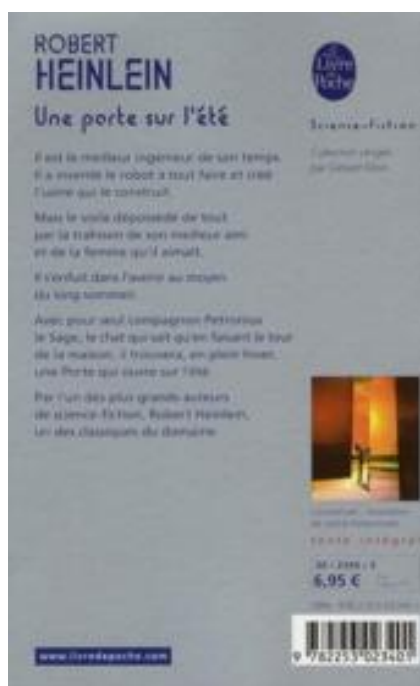 ROBERT
HEINLEIN
Une porte sur l'été
Il est le meilleur ingénieur de son temps.
Il a inventé le robot à tout faire et créé
l'usine qui le construit.
Mais le voilà dépossédé de tout
par la trahison de son meilleur ami
et de la femme qu'il aimait.
Il s'enfuit dans l'avenir au moyen
du long sommeil.
Avec pour seul compagnon Petronius
le Sage, le chat qui sait qu'en faisant le tour
de la maison, il trouvera, en plein hiver,
une Porte qui ouvre sur l'été.
Par l'un des plus grands auteurs
de science-fiction, Robert Heinlein,
un des classiques du domaine.
www.livredepoche.com
Le Livre
de Poche
Science-fiction
Collection dirigée
par Gérard Klein
texte intégral
6,95 €
9 782253 023401